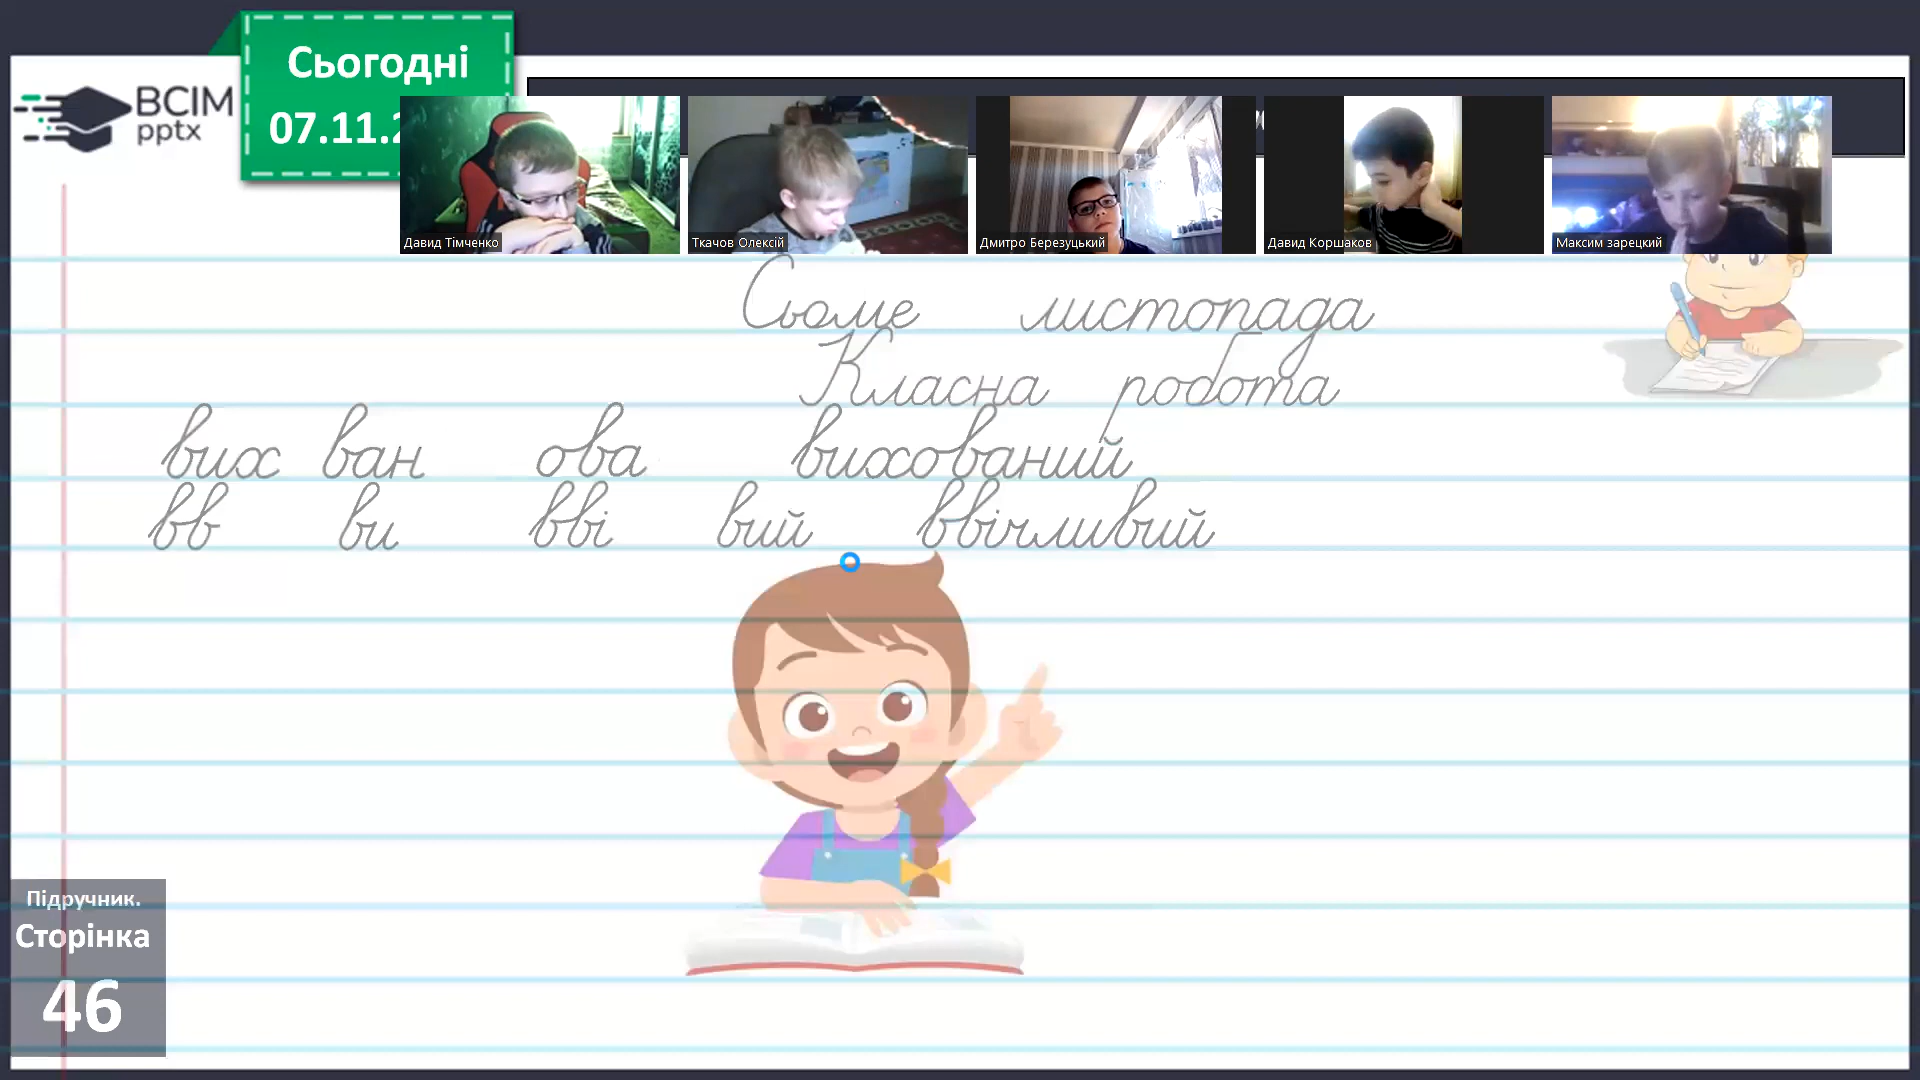 Сьогодні
07.11.2
ВСІМ
pptx
Давид Тімченко
Ткачов Олексій
Дмитро Березуцький
Давид Коршаков
Максим зарецкий
Сьоме листопада
Класна робота
вих ван ова вихований
вв ви вві вий ввічливий
Підручник.
Сторінка
46